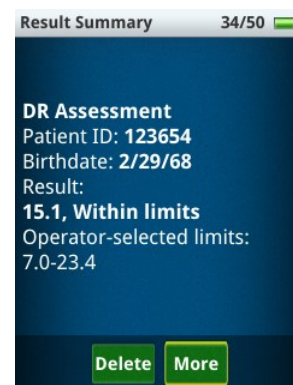 Result Summary 34/50
DR Assessment
Patient ID: 123654
Birthdate: 2/29/68
Result:
15.1, Within limits
Operator-selected limits:
7.0-23.4
Delete More